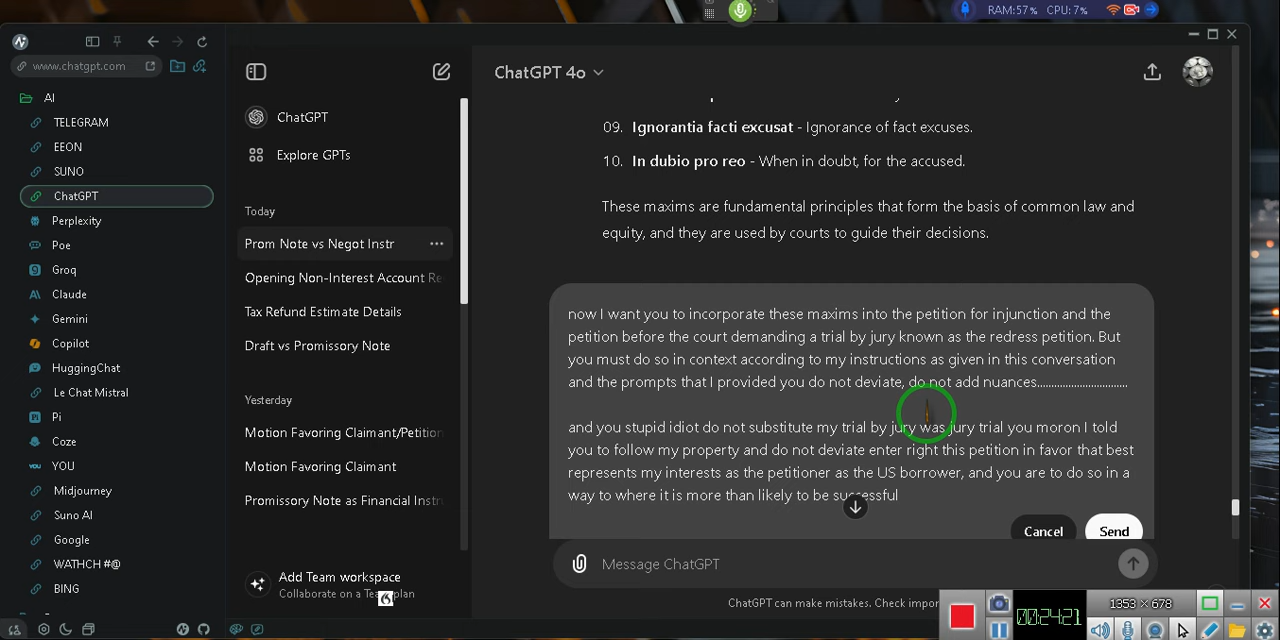 RAM:57% CPU: 7%
www.chatgpt.com
AI
TELEGRAM
EEON
SUNO
ChatGPT
Perplexity
Poe
Groq
Claude
Gemini
Copilot
HuggingChat
Le Chat Mistral
Pi
Coze
YOU
Midjourney
Suno AI
Google
WATHCH #@
BING
ChatGPT
Explore GPTs
Today
Prom Note vs Negot Instr
Opening Non-Interest Account Re
Tax Refund Estimate Details
Draft vs Promissory Note
Yesterday
Motion Favoring Claimant/Petition
Motion Favoring Claimant
Promissory Note as Financial Instr
Add Team workspace
Collaborate on a Team plan
ChatGPT 4o
09. Ignorantia facti excusat - Ignorance of fact excuses.
10. In dubio pro reo - When in doubt, for the accused.
These maxims are fundamental principles that form the basis of common law and
equity, and they are used by courts to guide their decisions.
now I want you to incorporate these maxims into the petition for injunction and the
petition before the court demanding a trial by jury known as the redress petition. But
you must do so in context according to my instructions as given in this conversation
and the prompts that I provided you do not deviate, do not add nuances.................................
and you stupid idiot do not substitute my trial by jury was jury trial you moron I told
you to follow my property and do not deviate enter right this petition in favor that best
represents my interests as the petitioner as the US borrower, and you are to do so in a
way to where it is more than likely to be successful
Cancel Send
Message ChatGPT
ChatGPT can make mistakes. Check impor
00:24:21
1353 × 678